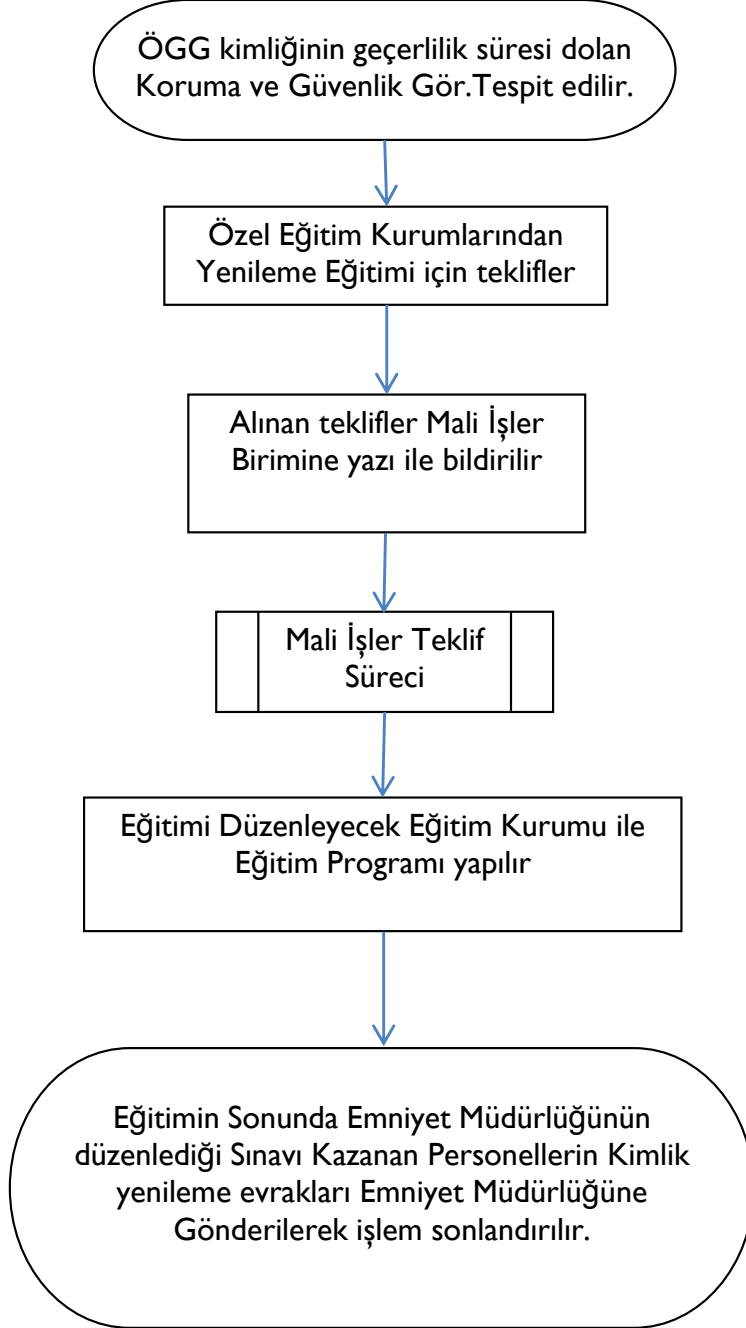 ÖGG kimliğinin geçerlilik süresi dolan
Koruma ve Güvenlik Gör.Tespit edilir.
Özel Eğitim Kurumlarından
Yenileme Eğitimi için teklifler
Alınan teklifler Mali İşler
Birimine yazı ile bildirilir
Mali İşler Teklif
Süreci
Eğitimi Düzenleyecek Eğitim Kurumu ile
Eğitim Programı yapılır
Eğitimin Sonunda Emniyet Müdürlüğünün
düzenlediği Sınavı Kazanan Personellerin Kimlik
yenileme evrakları Emniyet Müdürlüğüne
Gönderilerek işlem sonlandırılır.